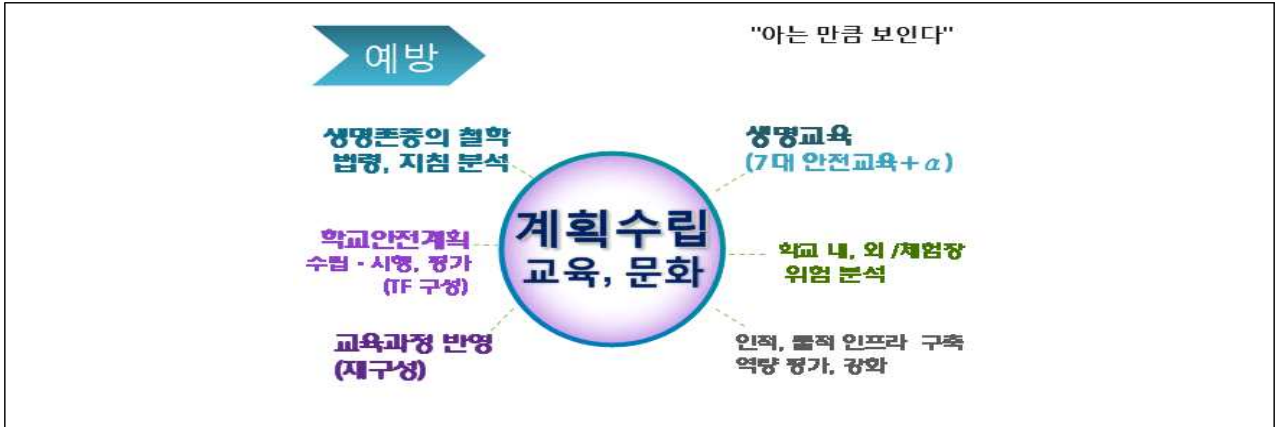 예방
"아는 만큼 보인다"
생명존중의 철학
법령, 지침 분석
생명교육
(7대 안전교육+α)
계획수립
교육, 문화
학교안전계획
수립 - 시행, 평가
(TF 구성)
학교 내, 외 /체험장
위험 분석
교육과정 반영
(재구성)
인적, 물적 인프라 구축
역량 평가, 강화